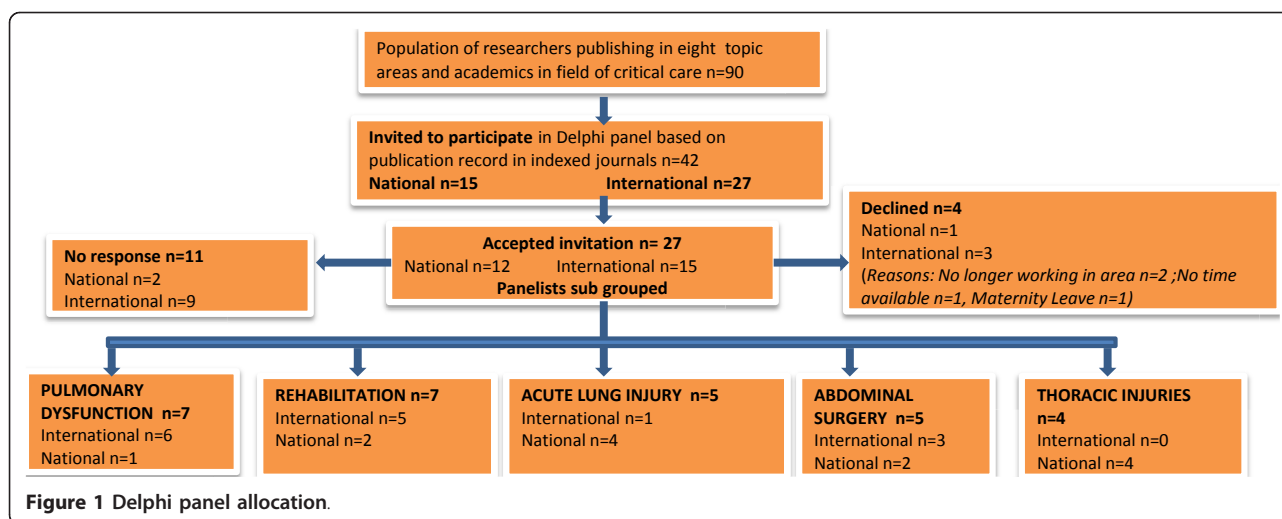 Population of researchers publishing in eight topic
areas and academics in field of critical care n=90
Invited to participate in Delphi panel based on
publication record in indexed journals n=42
National n=15 International n=27
Declined n=4
National n=1
International n=3
(Reasons: No longer working in area n=2 ;No time
available n=1, Maternity Leave n=1)
Accepted invitation n= 27
National n=12 International n=15
Panelists sub grouped
No response n=11
National n=2
International n=9
PULMONARY
DYSFUNCTION n=7
International n=6
National n=1
REHABILITATION n=7
International n=5
National n=2
ACUTE LUNG INJURY n=5
International n=1
National n=4
ABDOMINAL
SURGERY n=5
International n=3
National n=2
THORACIC INJURIES
n=4
International n=0
National n=4
Figure 1 Delphi panel allocation.